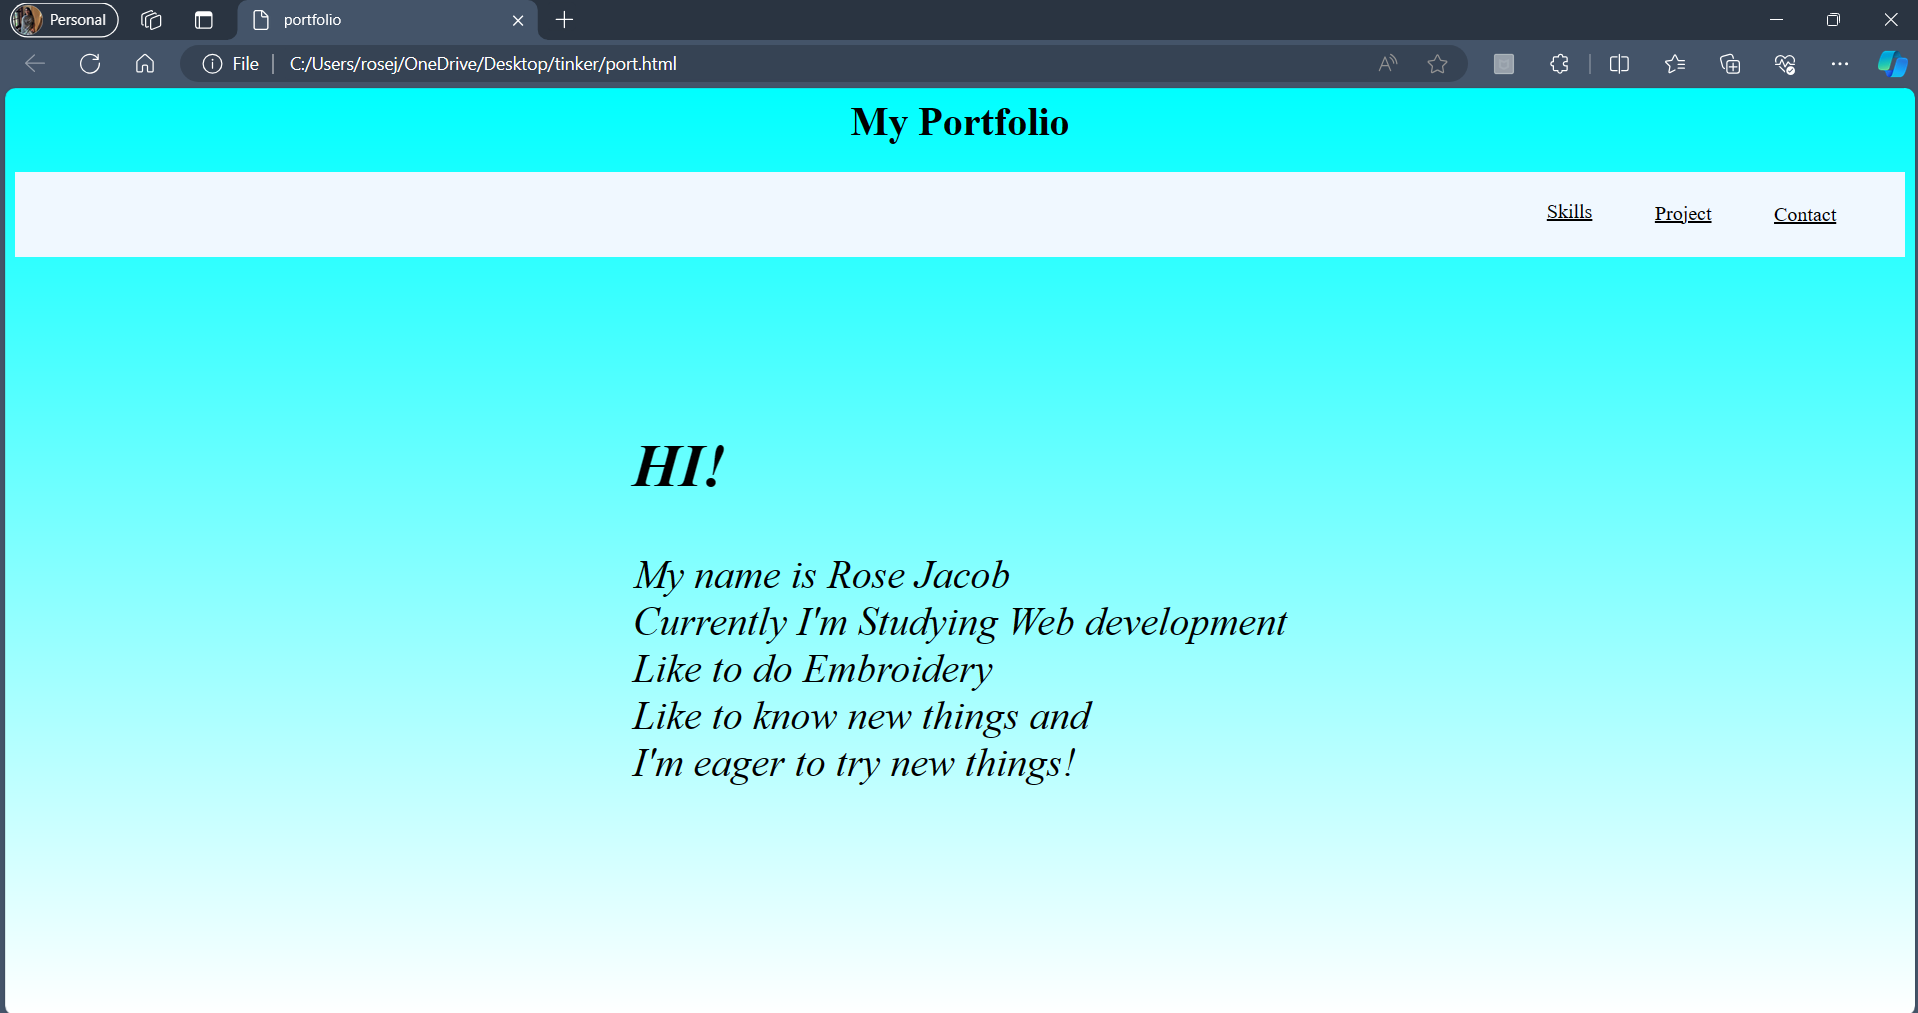 Personal
portfolio
File
C:/Users/rosej/OneDrive/Desktop/tinker/port.html
My Portfolio
Skills
Project
Contact
HI!
My name is Rose Jacob
Currently I'm Studying Web development
Like to do Embroidery
Like to know new things and
I'm eager to try new things!